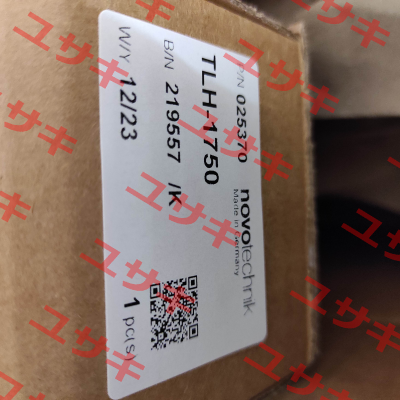 P/N 025370
novotechnik
Made in Germany
TLH-1750
B/N 219557 /K
W/Y 12/23
1 pc(s)
ユサキ
ユサキ
ユサキ
ユサキ
ユサキ
ユサキ
ユサキ
ユサキ
ユサキ